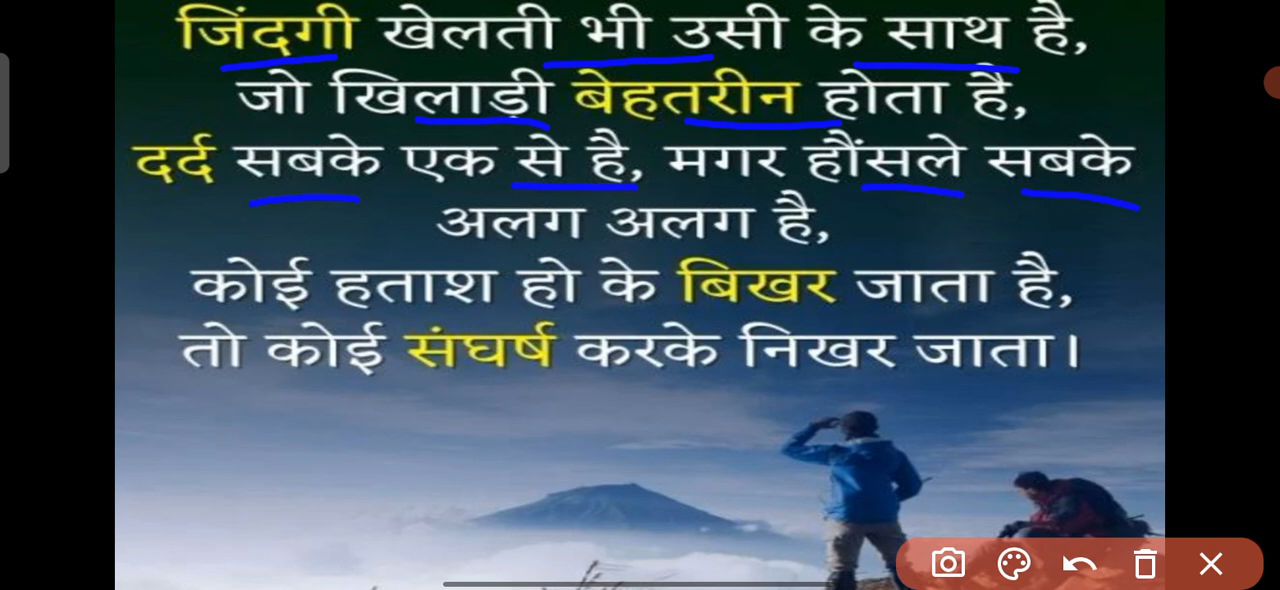 जिंदगी खेलती भी उसी के साथ है,
जो खिलाड़ी बेहतरीन होता है,
दर्द सबके एक से है, मगर हौंसले सबके
अलग अलग है,
कोई हताश हो के बिखर जाता है,
तो कोई संघर्ष करके निखर जाता।